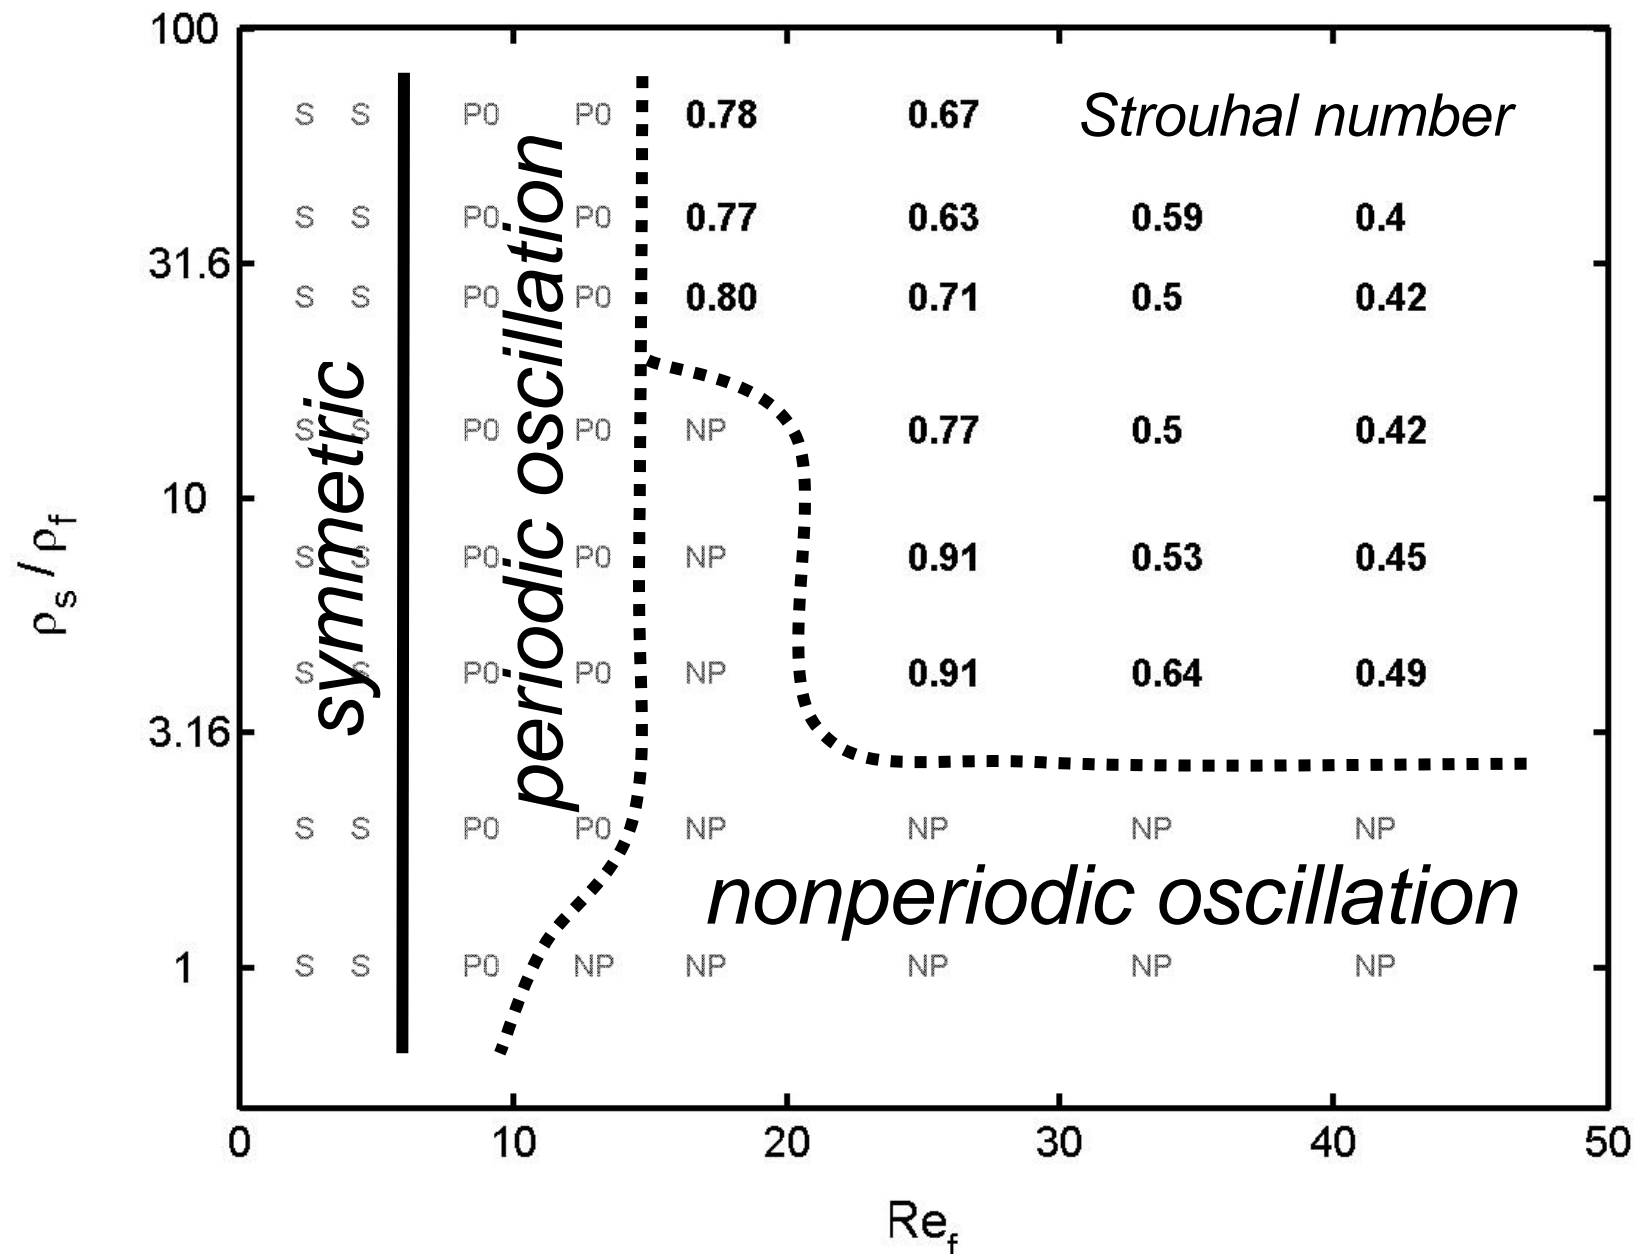 100
S S P0 P0 0.78 0.67 Strouhal number
S S P0 P0 0.77 0.63 0.59 0.4
31.6
S S P0 P0 0.80 0.71 0.5 0.42
symmetric
periodic oscillation
S S P0 P0 NP 0.77 0.5 0.42
10
ρs / ρf
S S P0 P0 NP 0.91 0.53 0.45
S S P0 P0 NP 0.91 0.64 0.49
3.16
S S P0 P0 NP NP NP NP
nonperiodic oscillation
1 S S P0 NP NP NP NP NP
0 10 20 30 40 50
Ref